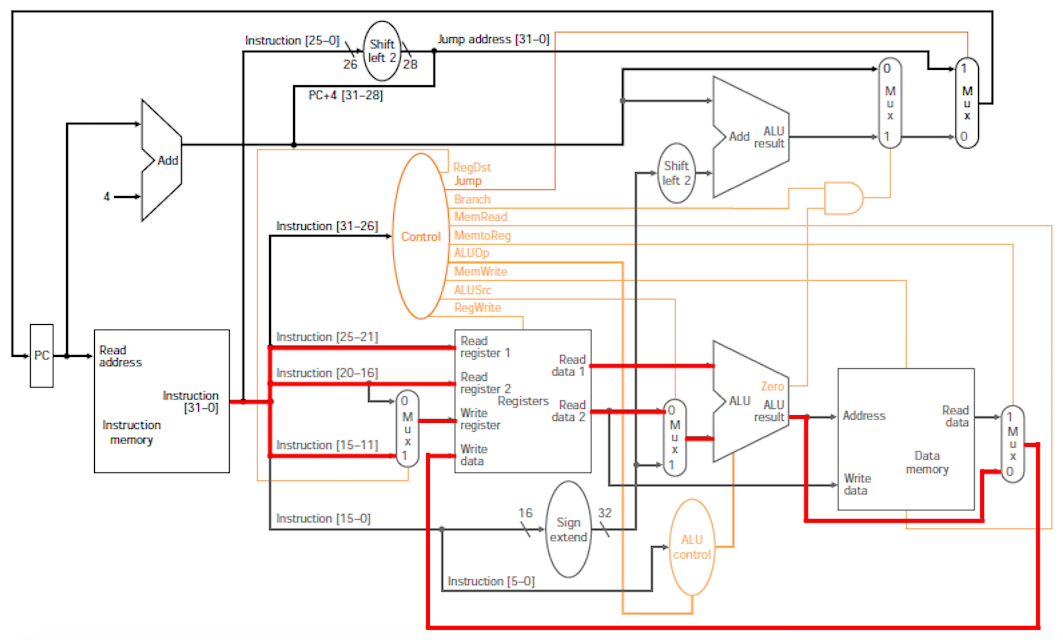 Instruction [25–0]
Shift
left 2
Jump address [31–0]
26
28
PC+4 [31–28]
0
M
u
x
1
1
M
u
x
0
Add
ALU
result
Add
4
Shift
left 2
RegDst
Jump
Branch
MemRead
MemtoReg
ALUOp
MemWrite
ALUSrc
RegWrite
Instruction [31–26]
Control
PC
Read
address
Instruction
[31–0]
Instruction
memory
Instruction [25–21]
Instruction [20–16]
Instruction [15–11]
0
M
u
x
1
Read
register 1
Read
register 2
Write
register
Write
data
Registers
Read
data 1
Read
data 2
0
M
u
x
1
Zero
ALU
ALU
result
Address
Read
data
Data
memory
Write
data
1
M
u
x
0
Instruction [15–0]
16
Sign
extend
32
ALU
control
Instruction [5–0]